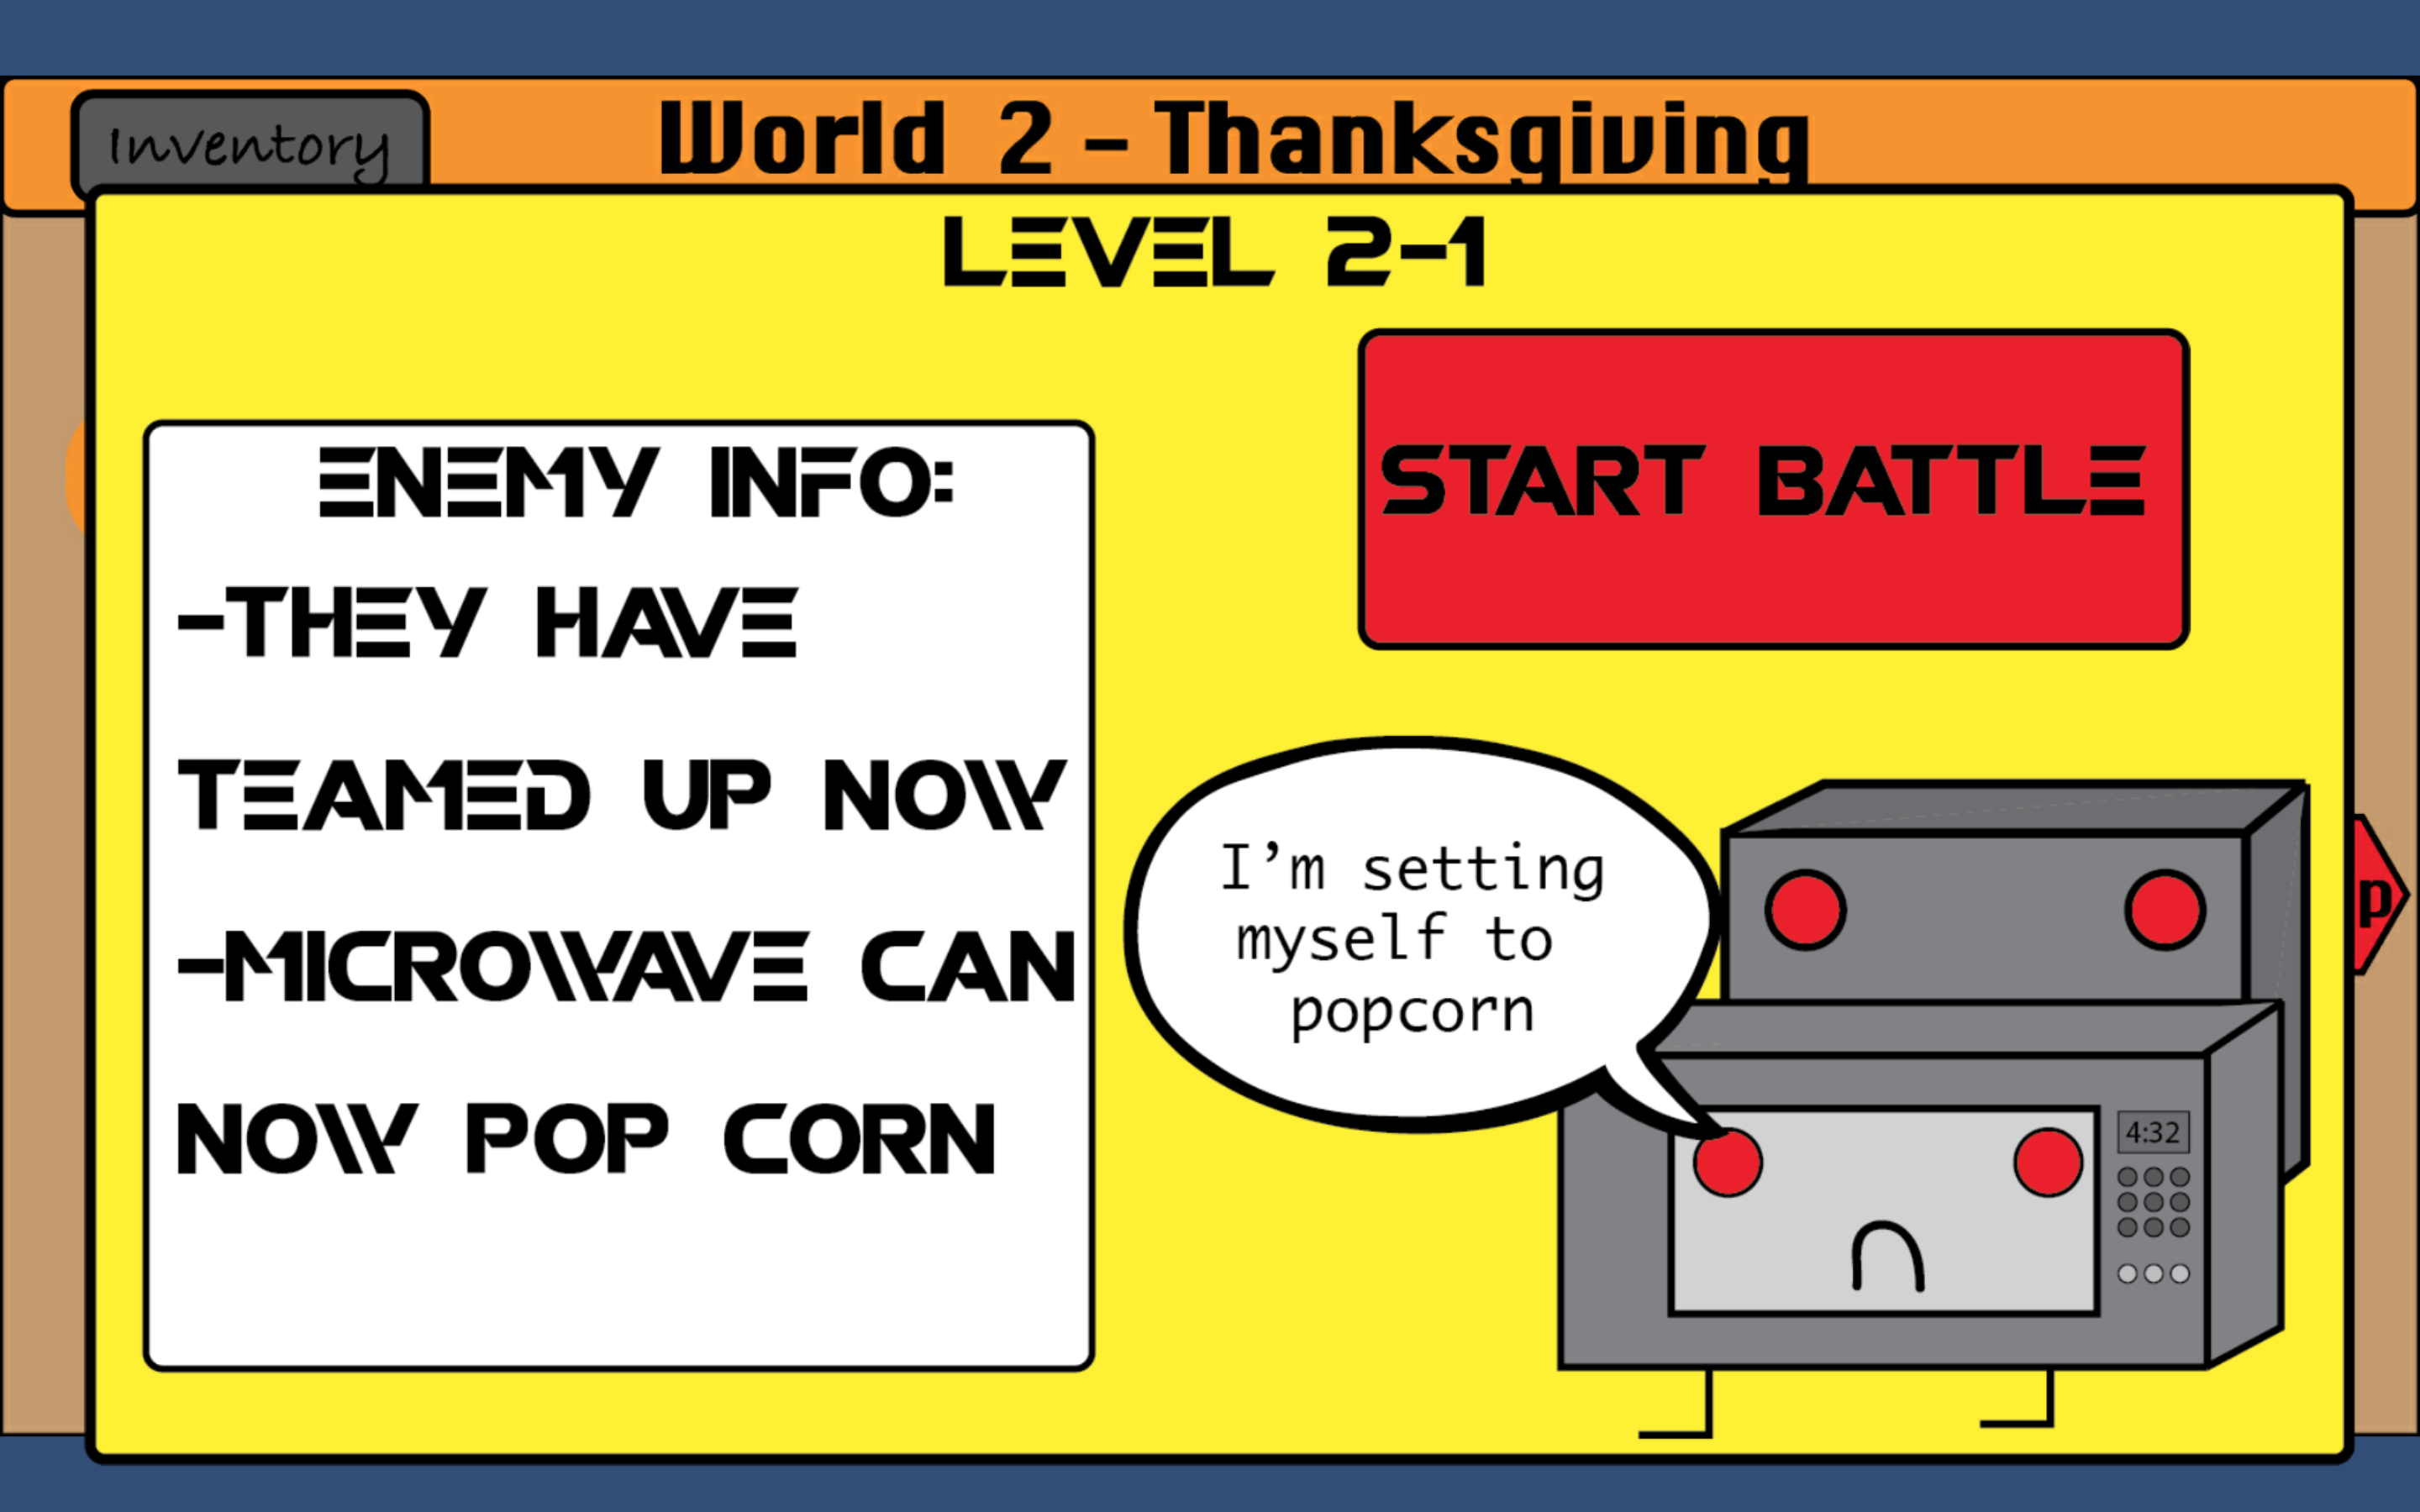 Inventory
World 2 - Thanksgiving
LEVEL 2-1
START BATTLE
ENEMY INFO:
-THEY HAVE
TEAMED UP NOW
-MICROWAVE CAN
NOW POP CORN
I'm setting
myself to
popcorn
4:32
p